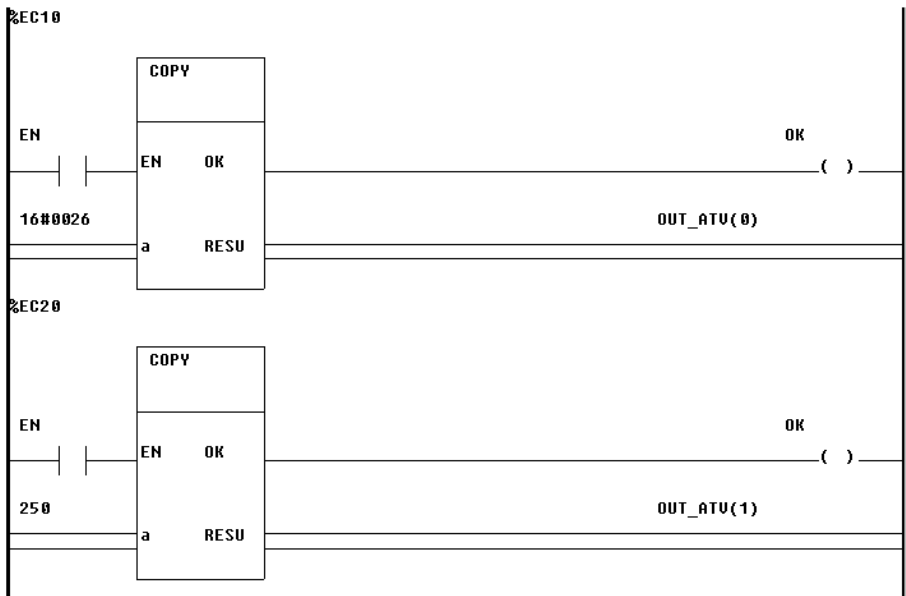 %EC10
COPY
EN OK
EN OK
( )
16#0026 OUT_ATV(0)
a RESU
%EC20
COPY
EN OK
EN OK
( )
250 OUT_ATV(1)
a RESU